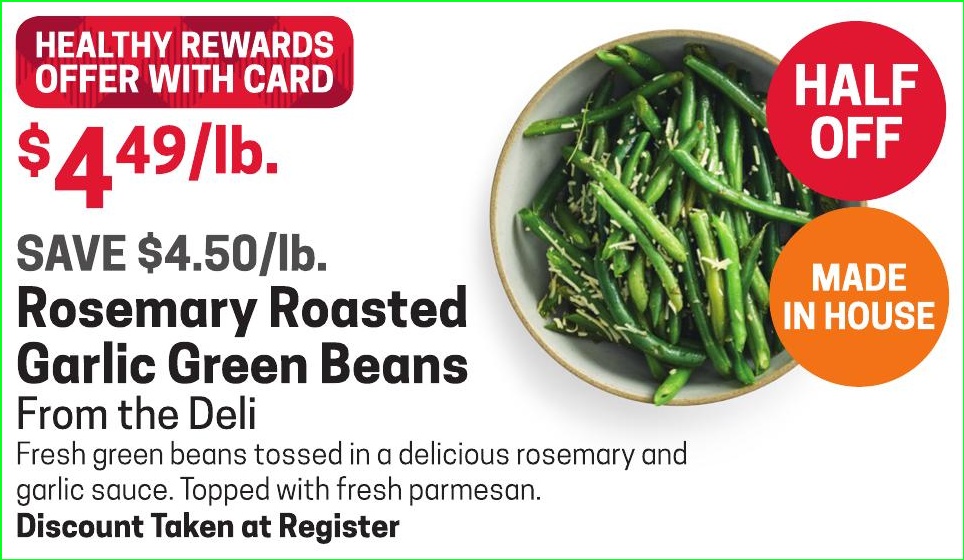 HEALTHY REWARDS
OFFER WITH CARD
$4 49/lb.
SAVE $4.50/lb.
Rosemary Roasted
Garlic Green Beans
From the Deli
Fresh green beans tossed in a delicious rosemary and
garlic sauce. Topped with fresh parmesan.
Discount Taken at Register
HALF
OFF
MADE
IN HOUSE